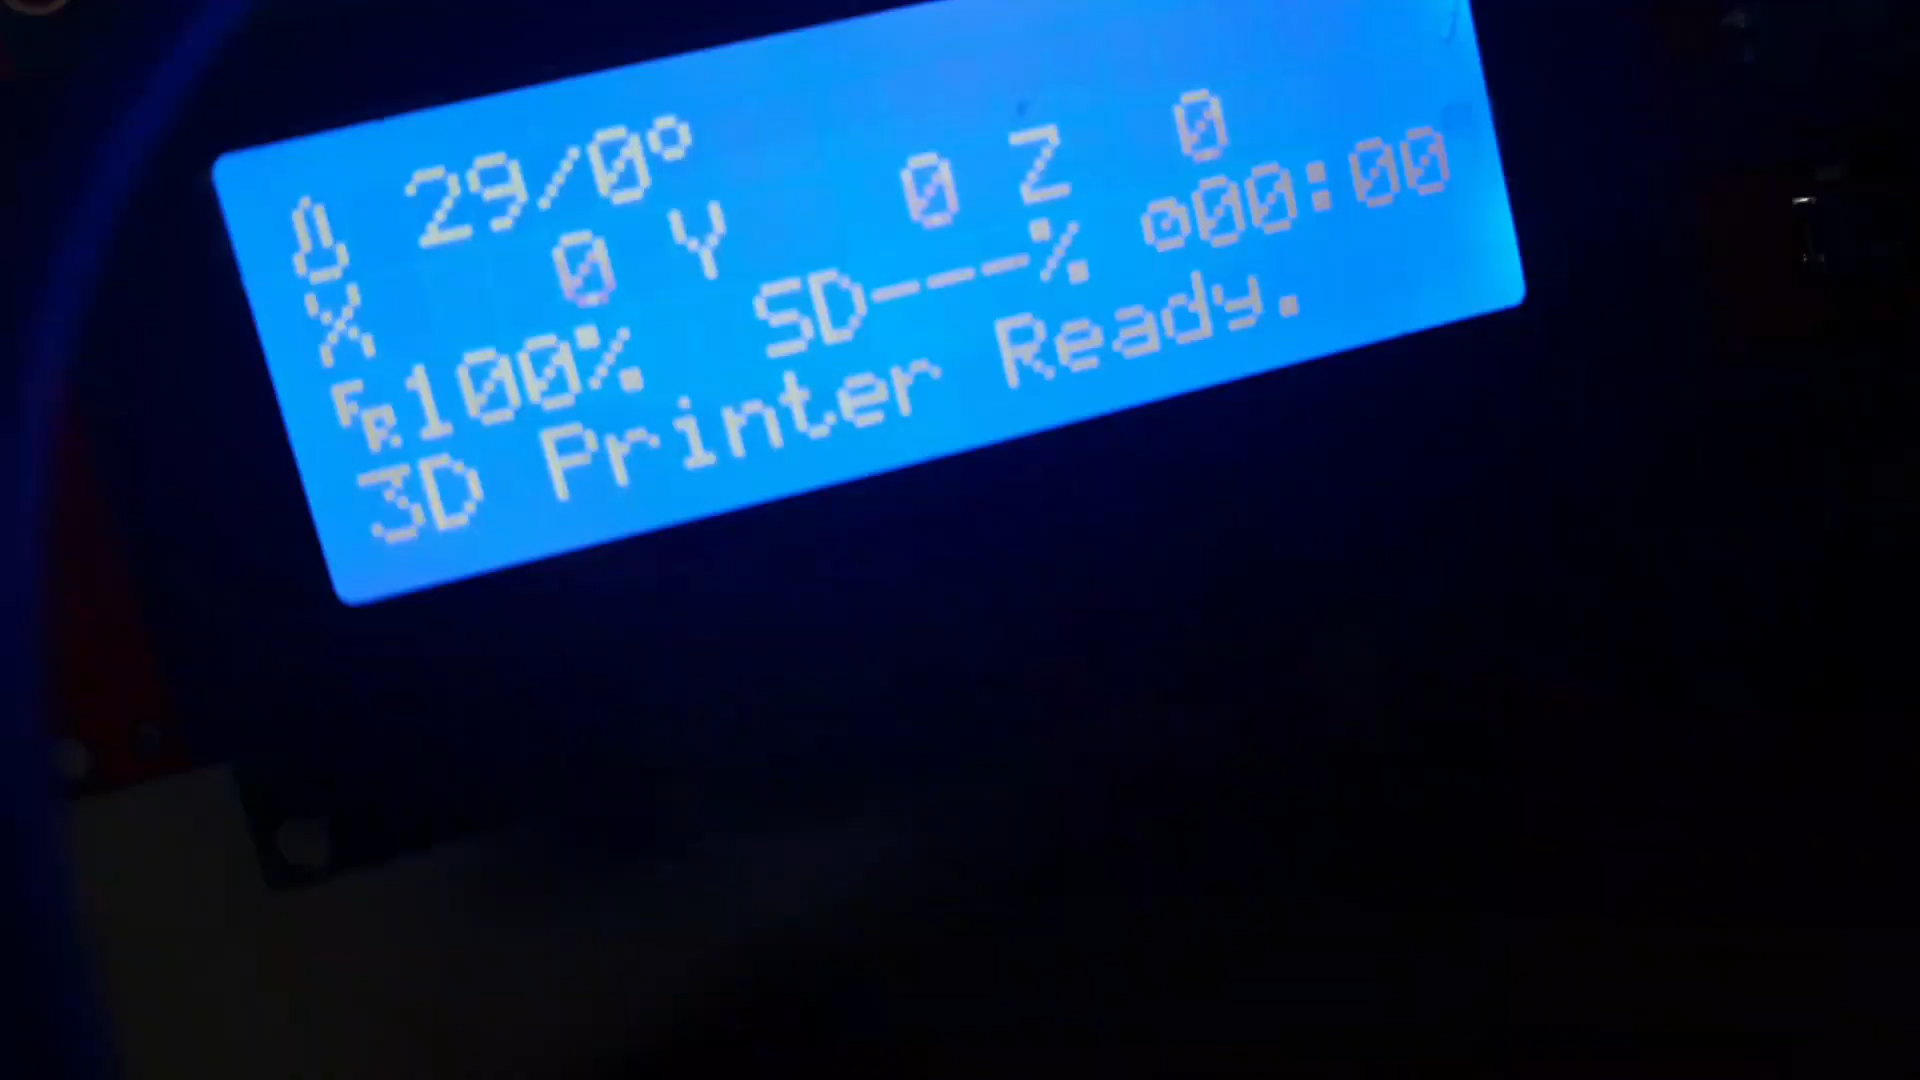 29/0°
X 0 Y 0 Z 0
FR100% SD---% 00:00
3D Printer Ready.